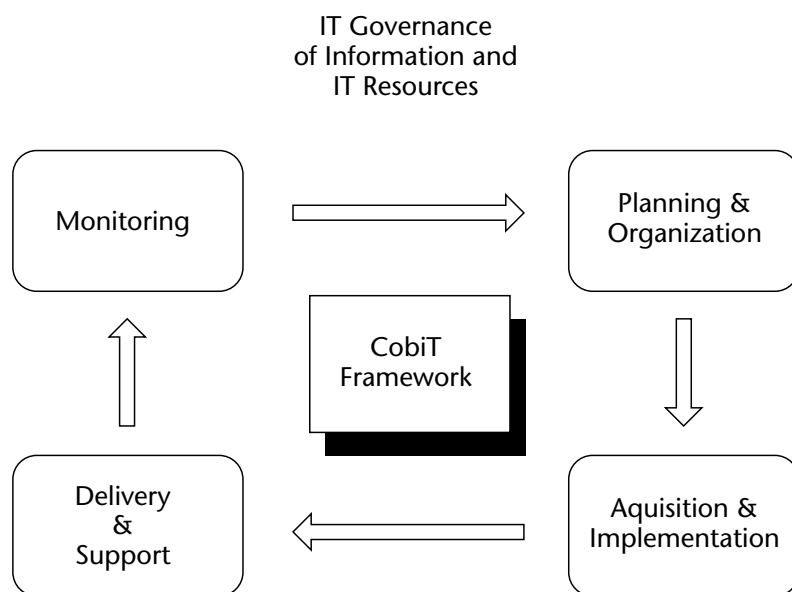 IT Governance
of Information and
IT Resources
Monitoring
Planning &
Organization
CobiT
Framework
Delivery
&
Support
Aquisition &
Implementation